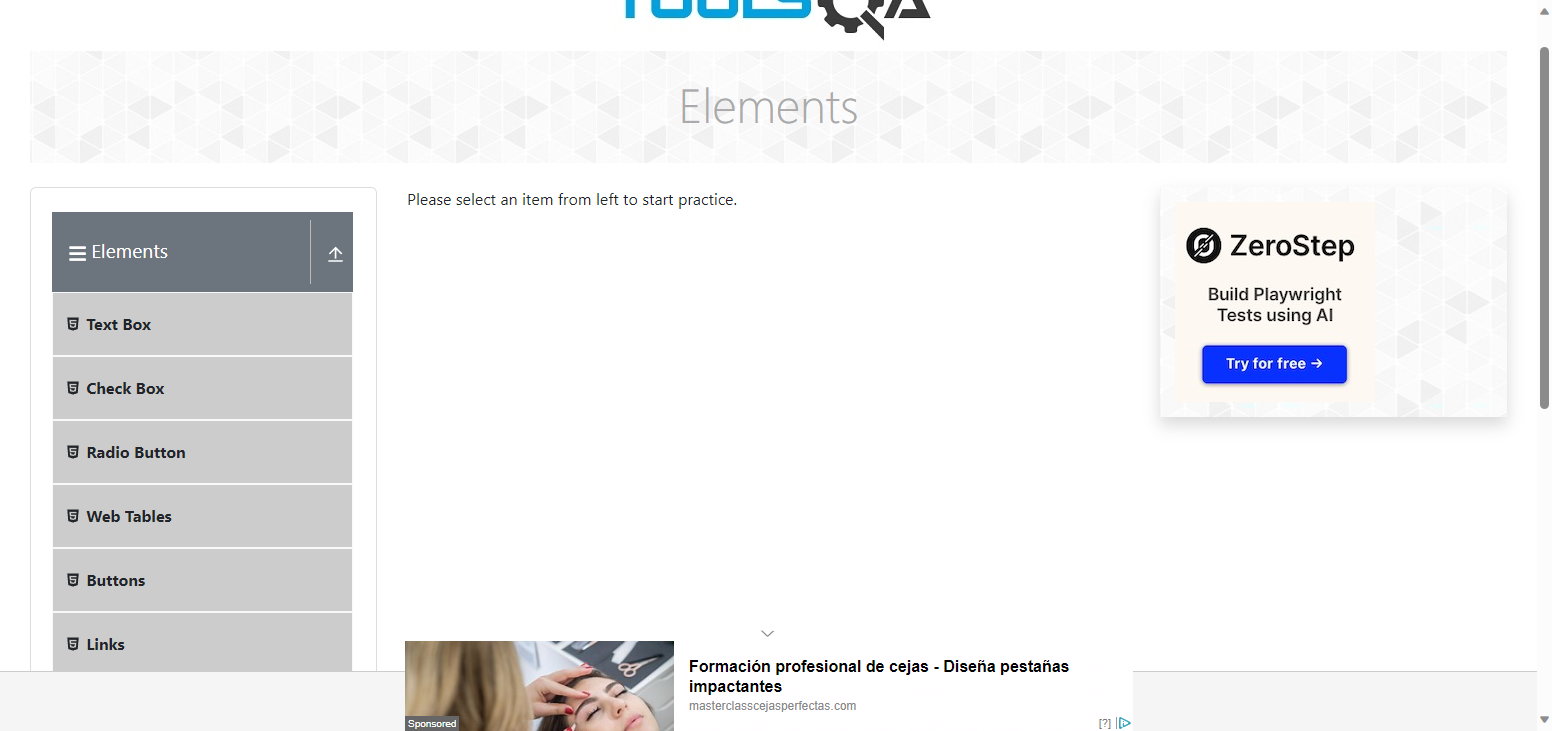 TOOLSQA
Elements
Elements
Text Box
Check Box
Radio Button
Web Tables
Buttons
Links
Please select an item from left to start practice.
ZeroStep
Build Playwright
Tests using AI
Try for free →
Formación profesional de cejas - Diseña pestañas
impactantes
masterclasscejasperfectas.com
Sponsored
[?]